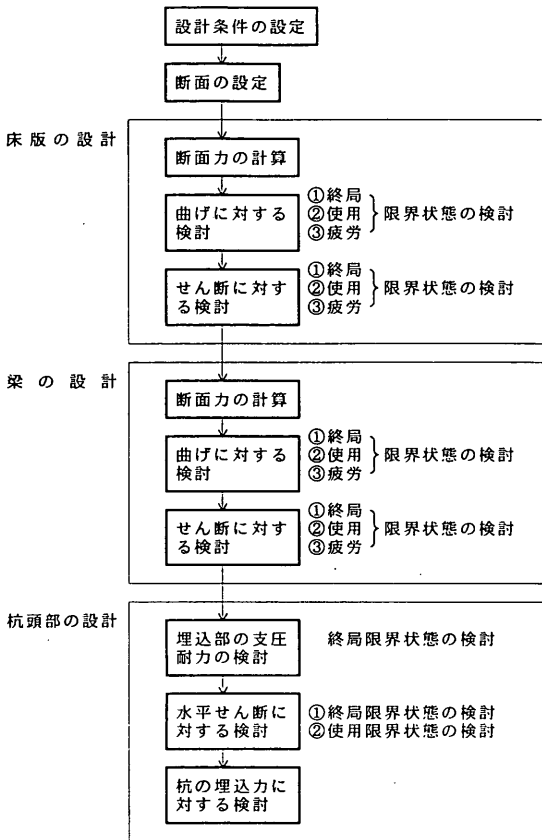 設計条件の設定
断面の設定
床版の設計
断面力の計算
曲げに対する
検討
①終局
②使用
③疲労
限界状態の検討
せん断に対す
る検討
①終局
②使用
③疲労
限界状態の検討
梁の設計
断面力の計算
曲げに対する
検討
①終局
②使用
③疲労
限界状態の検討
せん断に対す
る検討
①終局
②使用
③疲労
限界状態の検討
杭頭部の設計
埋込部の支圧
耐力の検討
終局限界状態の検討
水平せん断に
対する検討
①終局限界状態の検討
②使用限界状態の検討
杭の埋込力に
対する検討